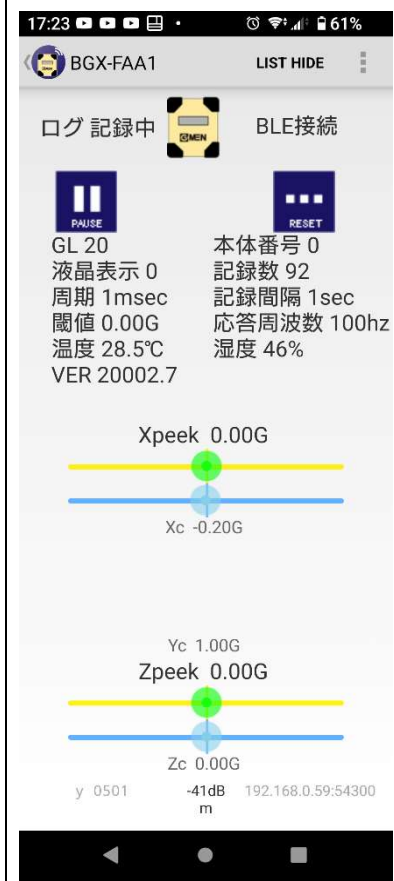 17:23 61%
BGX-FAA1 LIST HIDE
ログ 記録中 GMEN BLE接続
PAUSE RESET
GL 20 本体番号 0
液晶表示 0 記録数 92
周期 1msec 記録間隔 1sec
閾値 0.00G 応答周波数 100hz
温度 28.5℃ 湿度 46%
VER 20002.7
Xpeek 0.00G
Xc -0.20G
Yc 1.00G
Zpeek 0.00G
Zc 0.00G
y 0501 -41dB 192.168.0.59:54300
m